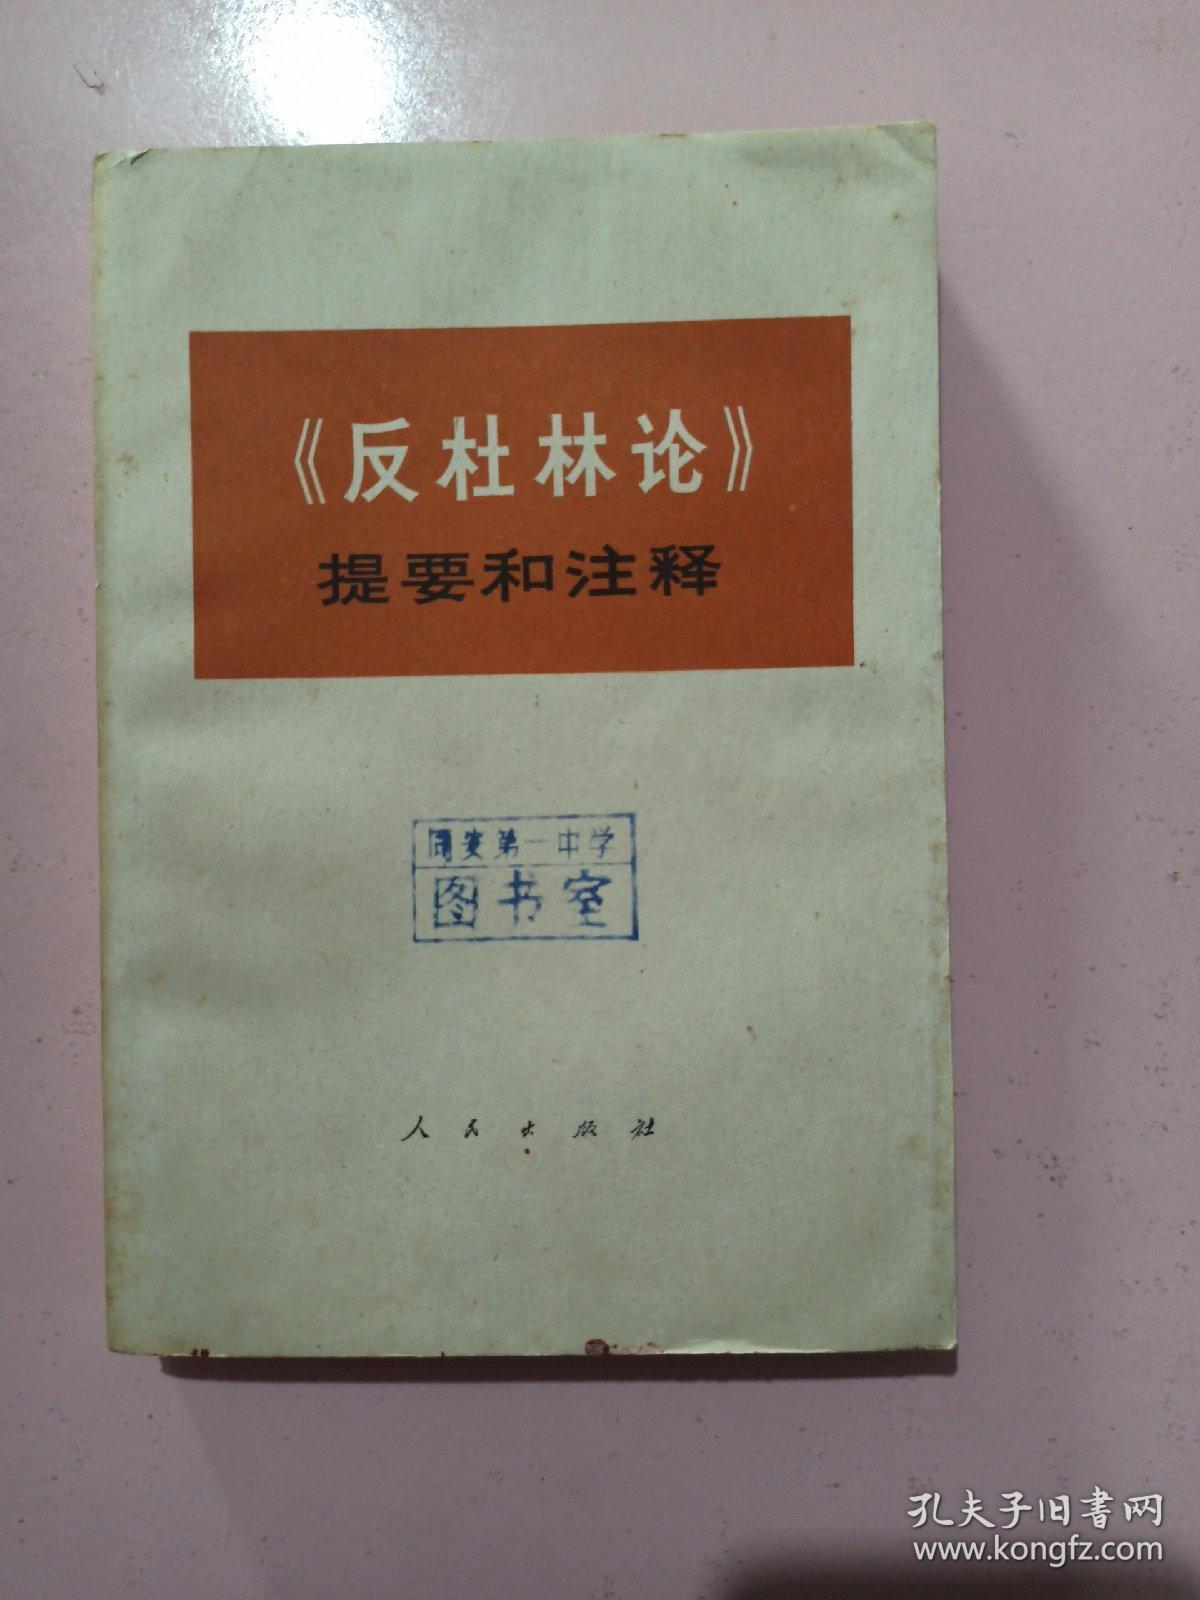 《反杜林论》
提要和注释
同安第一中学
图书室
人民出版社
孔夫子旧书网
www.kongfz.com